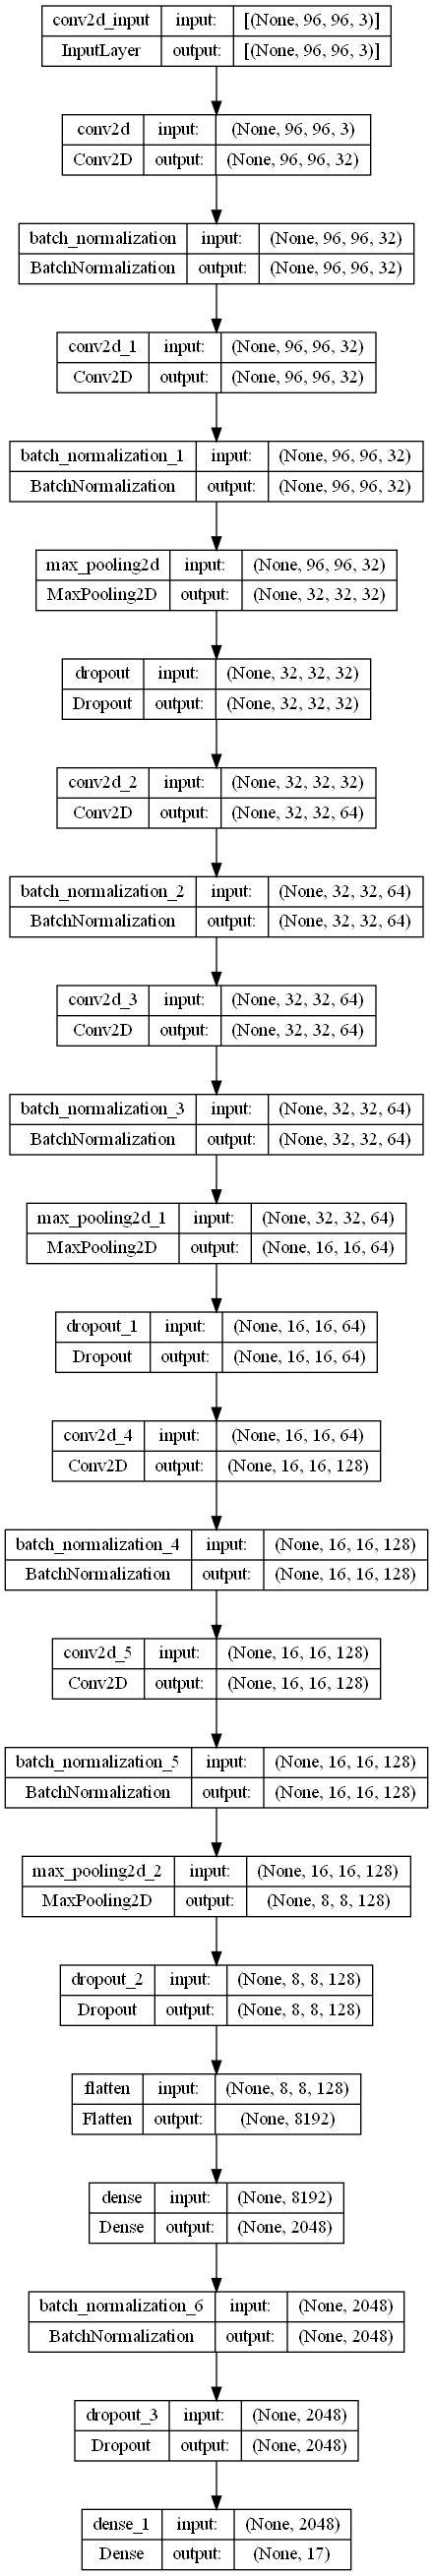 conv2d_input input: [(None, 96, 96, 3)]
InputLayer output: [(None, 96, 96, 3)]
conv2d input: (None, 96, 96, 3)
Conv2D output: (None, 96, 96, 32)
batch_normalization input: (None, 96, 96, 32)
BatchNormalization output: (None, 96, 96, 32)
conv2d_1 input: (None, 96, 96, 32)
Conv2D output: (None, 96, 96, 32)
batch_normalization_1 input: (None, 96, 96, 32)
BatchNormalization output: (None, 96, 96, 32)
max_pooling2d input: (None, 96, 96, 32)
MaxPooling2D output: (None, 32, 32, 32)
dropout input: (None, 32, 32, 32)
Dropout output: (None, 32, 32, 32)
conv2d_2 input: (None, 32, 32, 32)
Conv2D output: (None, 32, 32, 64)
batch_normalization_2 input: (None, 32, 32, 64)
BatchNormalization output: (None, 32, 32, 64)
conv2d_3 input: (None, 32, 32, 64)
Conv2D output: (None, 32, 32, 64)
batch_normalization_3 input: (None, 32, 32, 64)
BatchNormalization output: (None, 32, 32, 64)
max_pooling2d_1 input: (None, 32, 32, 64)
MaxPooling2D output: (None, 16, 16, 64)
dropout_1 input: (None, 16, 16, 64)
Dropout output: (None, 16, 16, 64)
conv2d_4 input: (None, 16, 16, 64)
Conv2D output: (None, 16, 16, 128)
batch_normalization_4 input: (None, 16, 16, 128)
BatchNormalization output: (None, 16, 16, 128)
conv2d_5 input: (None, 16, 16, 128)
Conv2D output: (None, 16, 16, 128)
batch_normalization_5 input: (None, 16, 16, 128)
BatchNormalization output: (None, 16, 16, 128)
max_pooling2d_2 input: (None, 16, 16, 128)
MaxPooling2D output: (None, 8, 8, 128)
dropout_2 input: (None, 8, 8, 128)
Dropout output: (None, 8, 8, 128)
flatten input: (None, 8, 8, 128)
Flatten output: (None, 8192)
dense input: (None, 8192)
Dense output: (None, 2048)
batch_normalization_6 input: (None, 2048)
BatchNormalization output: (None, 2048)
dropout_3 input: (None, 2048)
Dropout output: (None, 2048)
dense_1 input: (None, 2048)
Dense output: (None, 17)